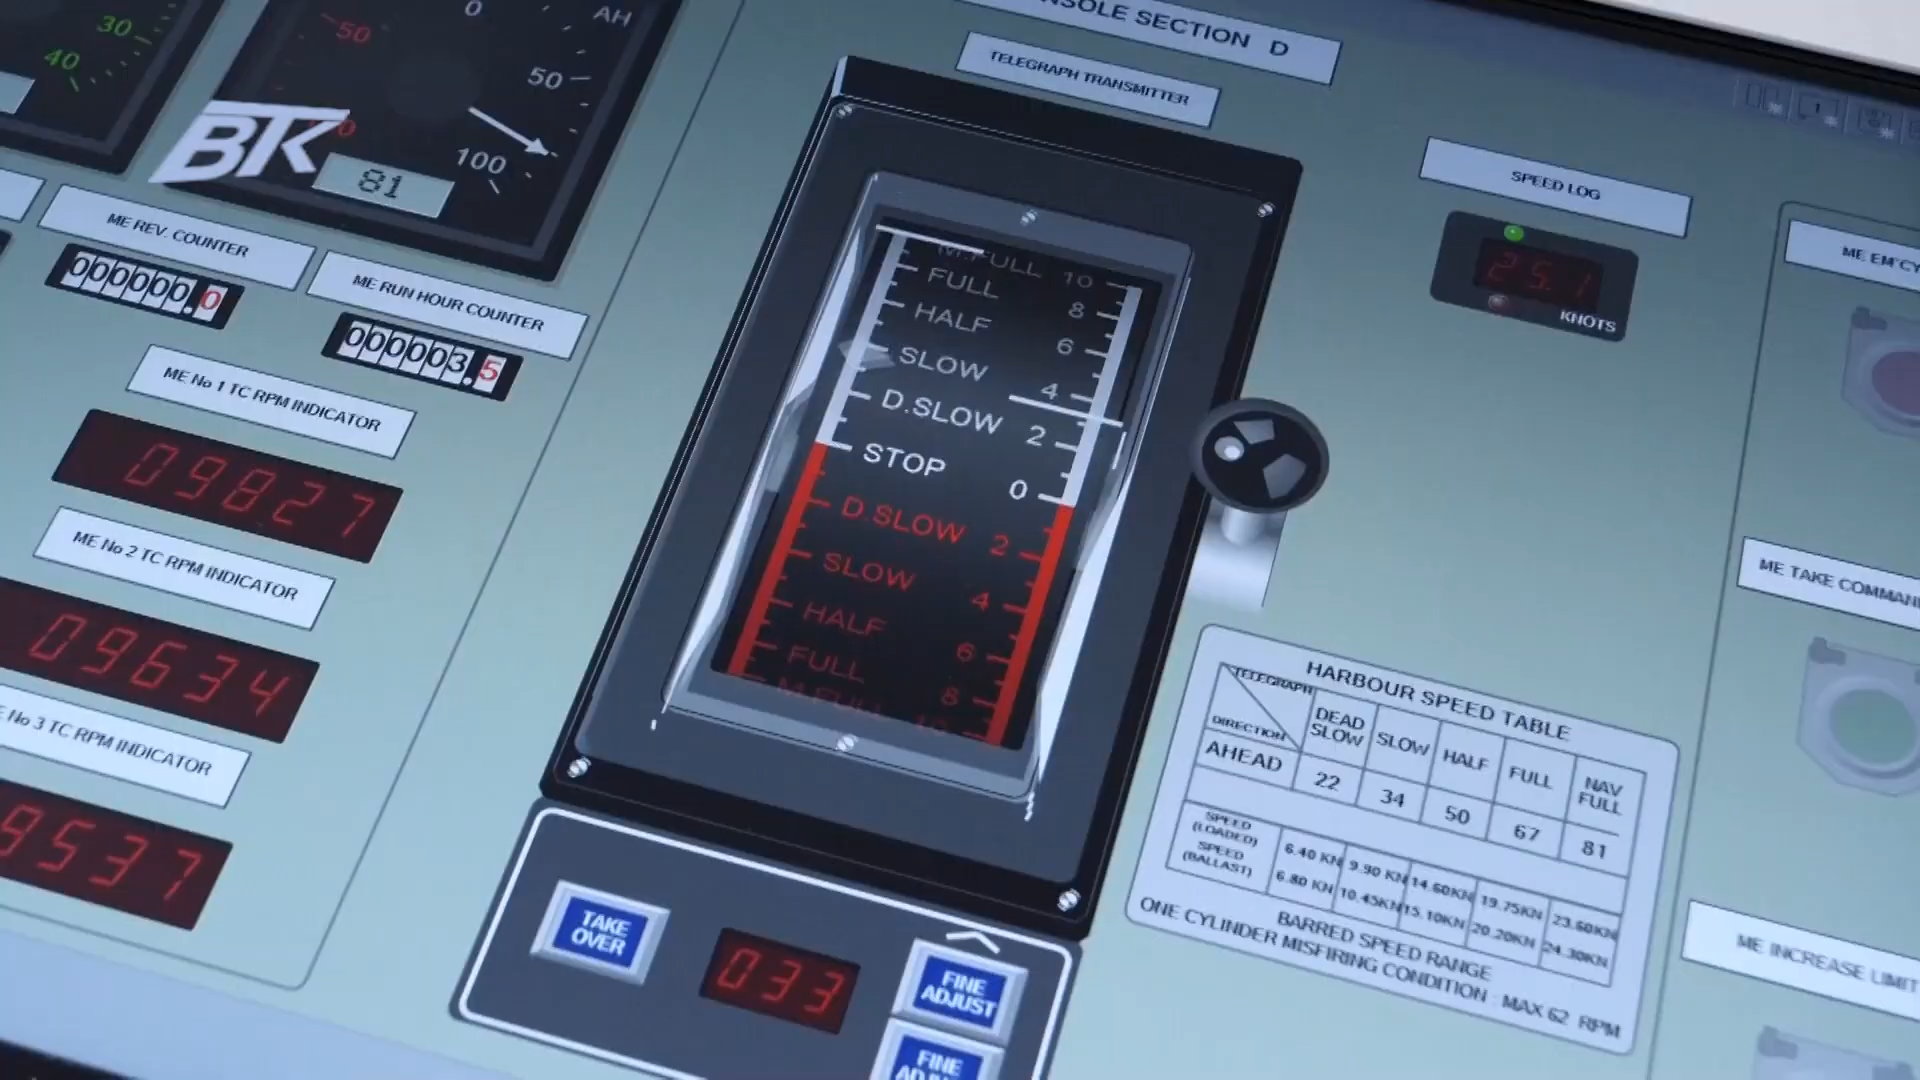 30
40
50
0
AH
50
100
81
BTK
CONSOLE SECTION D
TELEGRAPH TRANSMITTER
SPEED LOG
25.1
KNOTS
ME REV. COUNTER
000000.0
ME RUN HOUR COUNTER
000003.5
ME No 1 TC RPM INDICATOR
09827
ME No 2 TC RPM INDICATOR
09634
ME No 3 TC RPM INDICATOR
9537
M.FULL 10
FULL 8
HALF 6
SLOW 4
D.SLOW 2
STOP 0
D.SLOW 2
SLOW 4
HALF 6
FULL 8
M.FULL 10
TAKE
OVER
033
FINE
ADJUST
FINE
ME TAKE COMMAND
ME INCREASE LIMIT
HARBOUR SPEED TABLE
TELEGRAPH
DIRECTION
DEAD SLOW SLOW HALF FULL NAV FULL
AHEAD 22 34 50 67 81
SPEED (LOADED) 6.40 KN 9.90 KN 14.60KN 19.75KN 23.60KN
SPEED (BALLAST) 6.80 KN 10.45KN 15.10KN 20.20KN 24.30KN
BARRED SPEED RANGE
ONE CYLINDER MISFIRING CONDITION : MAX 62 RPM